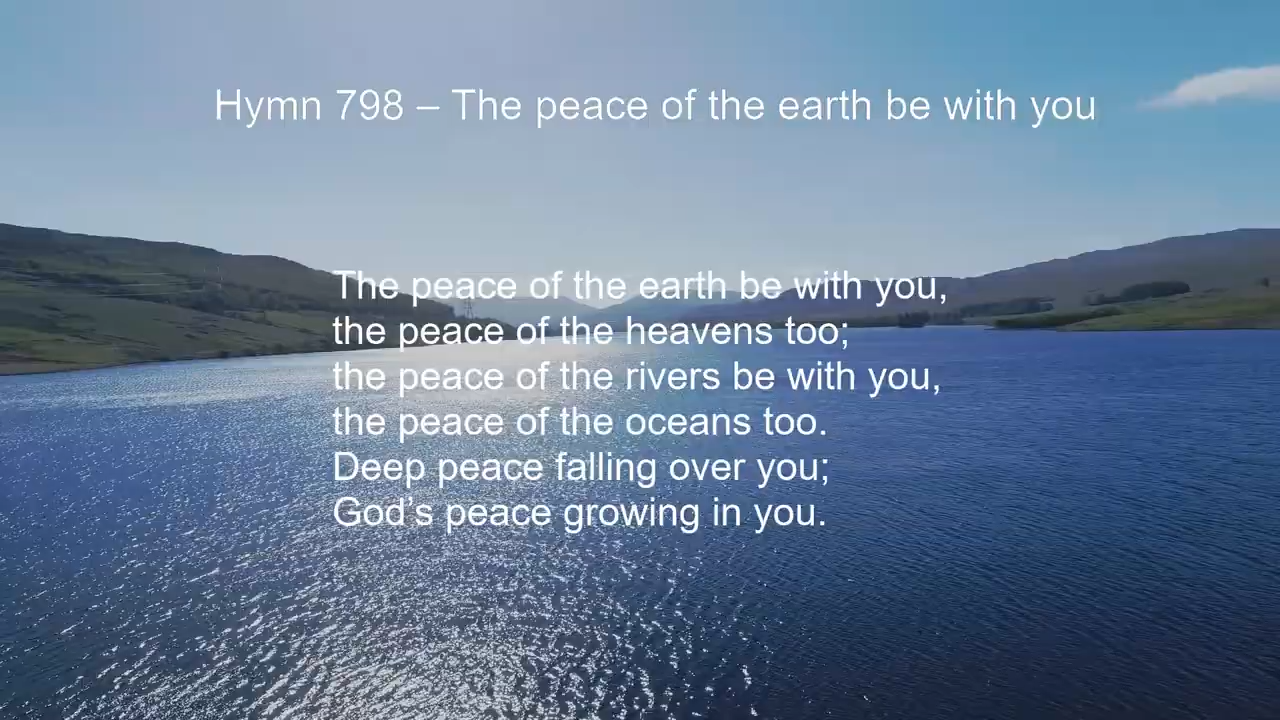 Hymn 798 – The peace of the earth be with you
The peace of the earth be with you,
the peace of the heavens too;
the peace of the rivers be with you,
the peace of the oceans too.
Deep peace falling over you;
God’s peace growing in you.